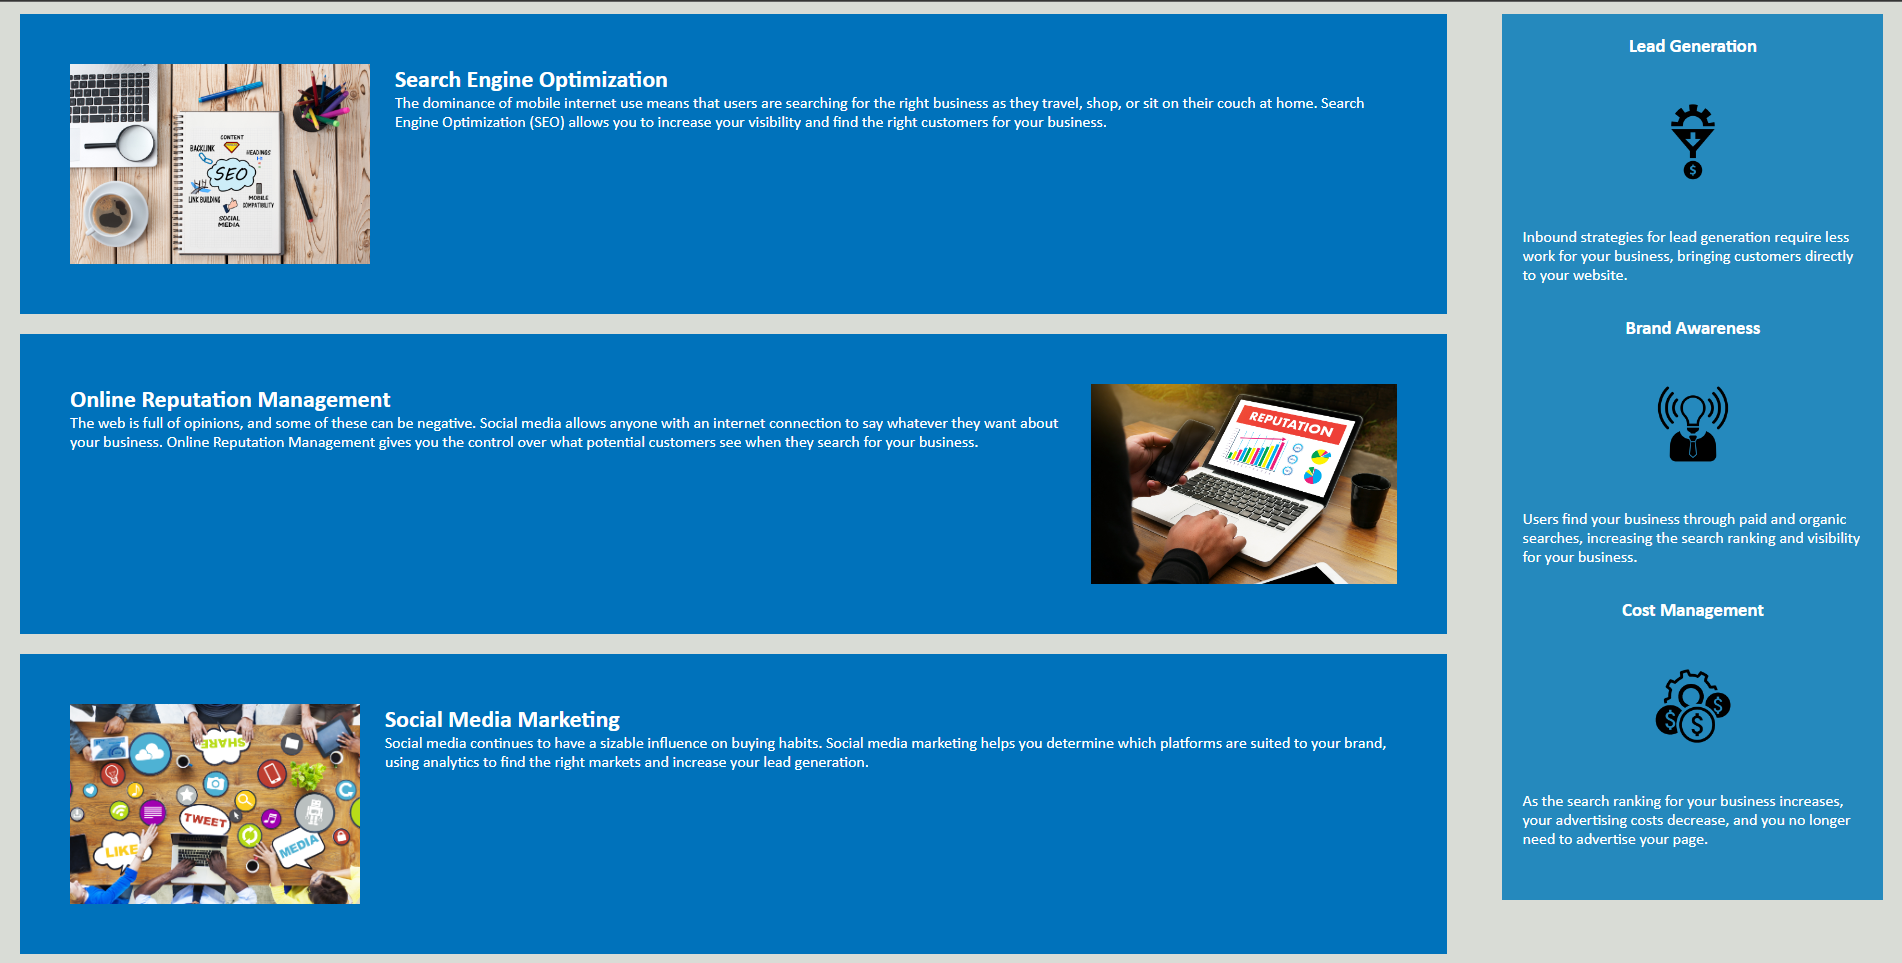 Search Engine Optimization
The dominance of mobile internet use means that users are searching for the right business as they travel, shop, or sit on their couch at home. Search
Engine Optimization (SEO) allows you to increase your visibility and find the right customers for your business.
CONTENT
BACKLINK
HEADINGS
SEO
LINK BUILDING
MOBILE
COMPATIBILITY
SOCIAL
MEDIA
Online Reputation Management
The web is full of opinions, and some of these can be negative. Social media allows anyone with an internet connection to say whatever they want about
your business. Online Reputation Management gives you the control over what potential customers see when they search for your business.
REPUTATION
Social Media Marketing
Social media continues to have a sizable influence on buying habits. Social media marketing helps you determine which platforms are suited to your brand,
using analytics to find the right markets and increase your lead generation.
SHARE
TWEET
LIKE
MEDIA
Lead Generation
$
Inbound strategies for lead generation require less
work for your business, bringing customers directly
to your website.
Brand Awareness
Users find your business through paid and organic
searches, increasing the search ranking and visibility
for your business.
Cost Management
$
$
$
As the search ranking for your business increases,
your advertising costs decrease, and you no longer
need to advertise your page.